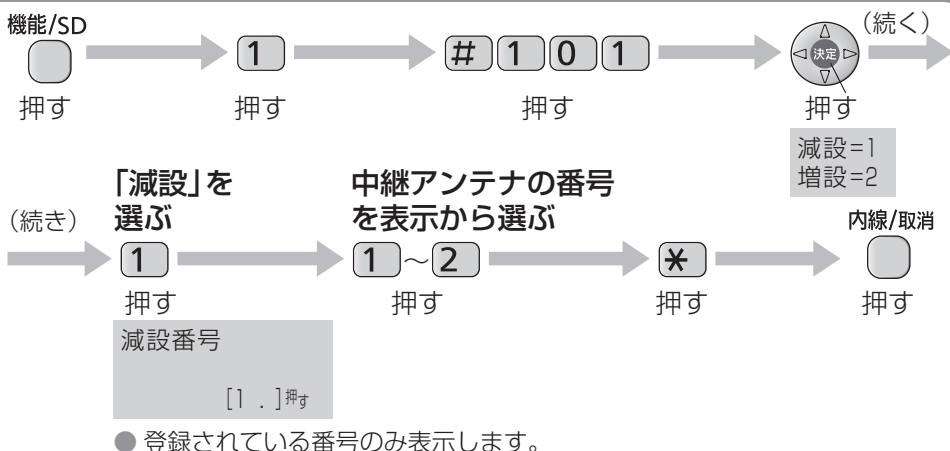 機能/SD
1
#101
決定
(続く)
押す
押す
押す
押す
減設=1
増設=2
(続き)
「減設」を
選ぶ
中継アンテナの番号
を表示から選ぶ
内線/取消
1
1～2
＊
押す
押す
押す
押す
減設番号
[1 . ]押す
● 登録されている番号のみ表示します。